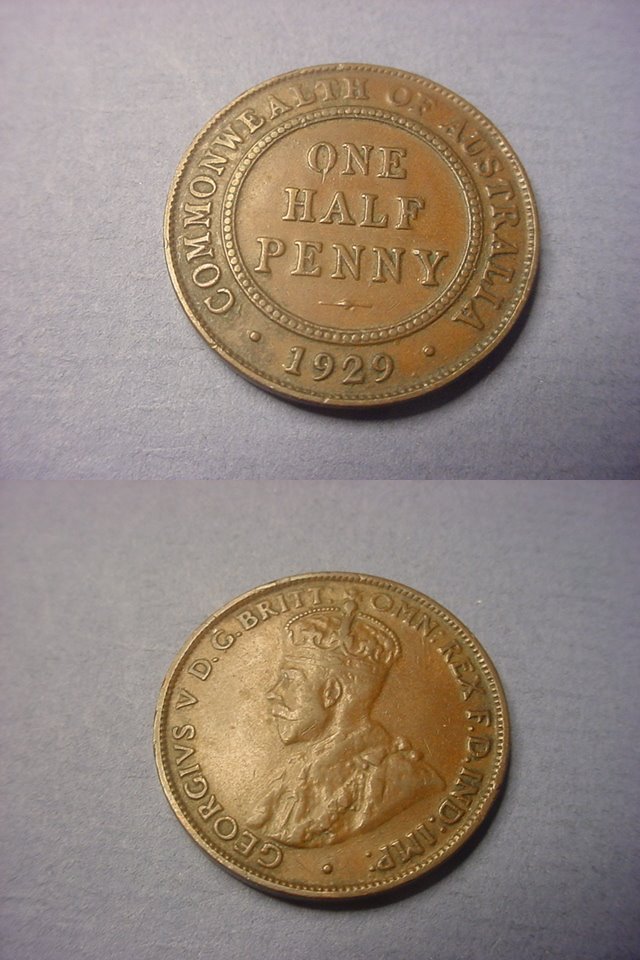 COMMONWEALTH OF AUSTRALIA
ONE
HALF
PENNY
1929
GEORGIVS V D.G.BRITT: OMN: REX F.D.IND:IMP: